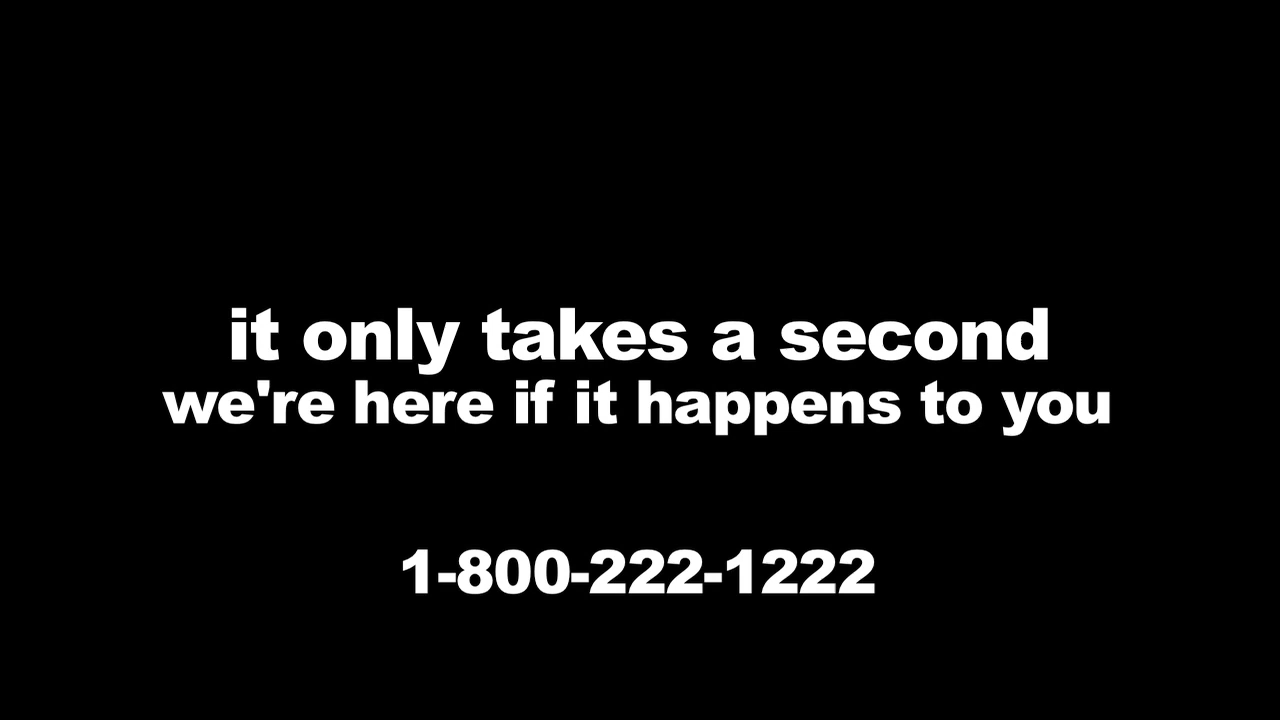 it only takes a second
we're here if it happens to you
1-800-222-1222